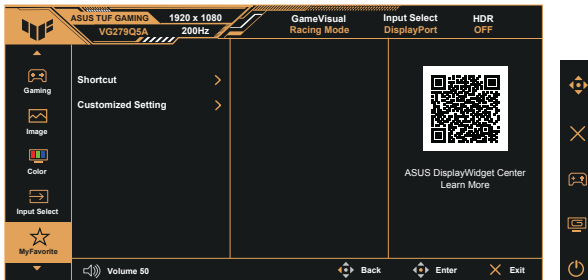 ASUS TUF GAMING 1920 x 1080
VG279Q5A 200Hz
GameVisual
Racing Mode
Input Select
DisplayPort
HDR
OFF
Gaming
Image
Color
Input Select
MyFavorite
Shortcut
Customized Setting
ASUS DisplayWidget Center
Learn More
Volume 50
Back
Enter
Exit